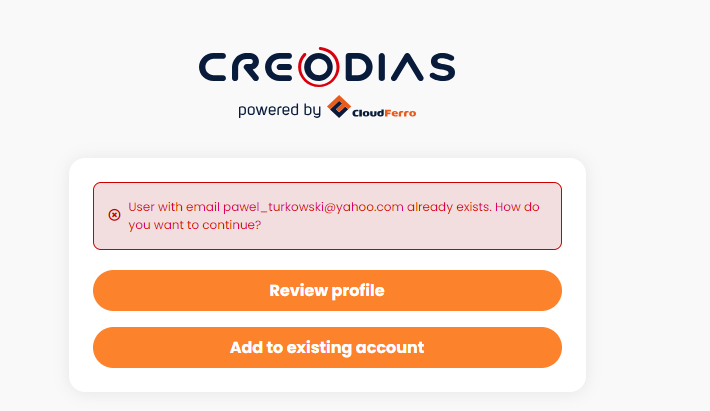 CREODIAS
powered by CloudFerro
User with email pawel_turkowski@yahoo.com already exists. How do
you want to continue?
Review profile
Add to existing account